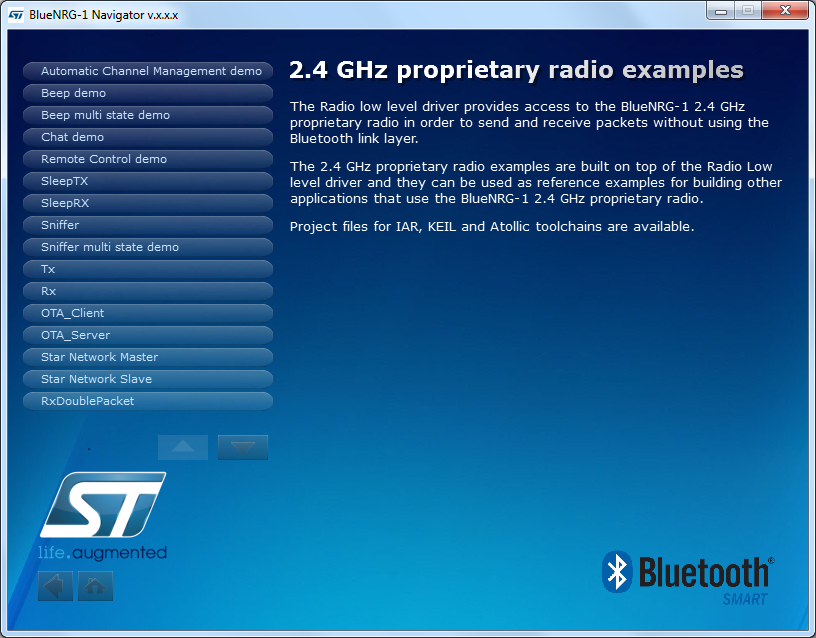 BlueNRG-1 Navigator v.x.x.x
Automatic Channel Management demo
Beep demo
Beep multi state demo
Chat demo
Remote Control demo
SleepTX
SleepRX
Sniffer
Sniffer multi state demo
Tx
Rx
OTA_Client
OTA_Server
Star Network Master
Star Network Slave
RxDoublePacket
2.4 GHz proprietary radio examples
The Radio low level driver provides access to the BlueNRG-1 2.4 GHz
proprietary radio in order to send and receive packets without using the
Bluetooth link layer.
The 2.4 GHz proprietary radio examples are built on top of the Radio Low
level driver and they can be used as reference examples for building other
applications that use the BlueNRG-1 2.4 GHz proprietary radio.
Project files for IAR, KEIL and Atollic toolchains are available.
ST
life.augmented
Bluetooth®
SMART